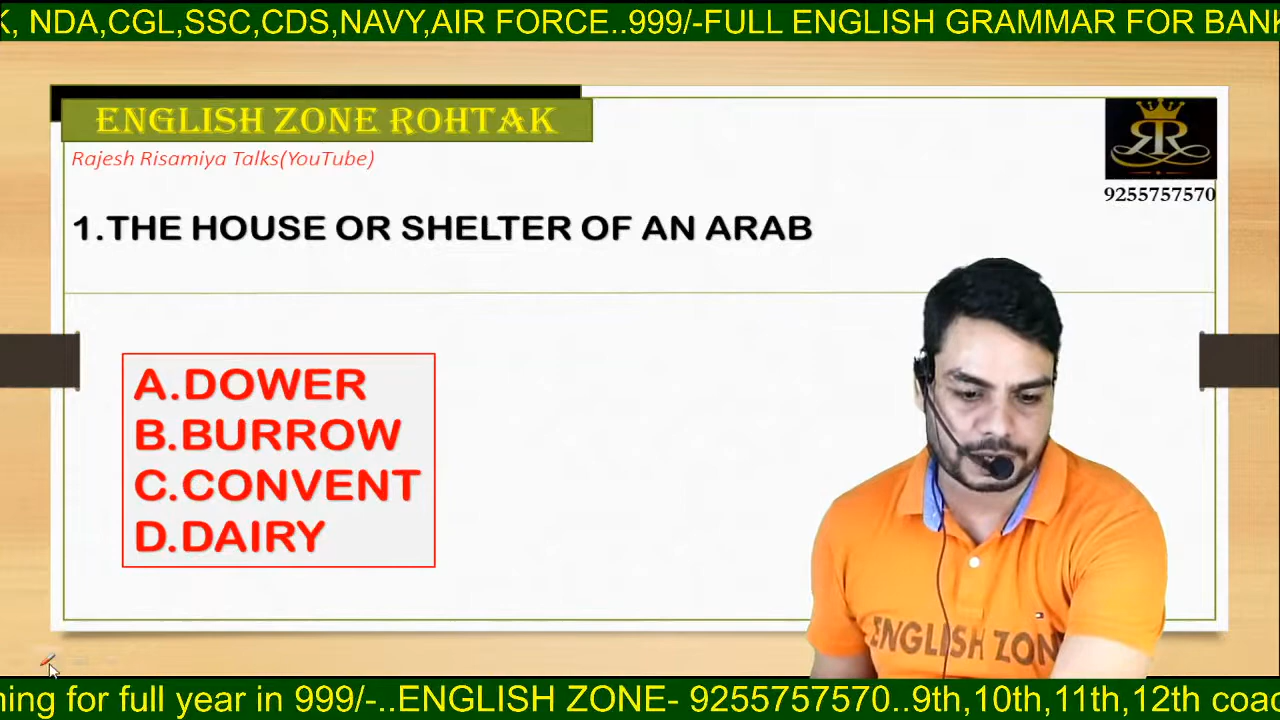 K, NDA,CGL,SSC,CDS,NAVY,AIR FORCE..999/-FULL ENGLISH GRAMMAR FOR BANK
ENGLISH ZONE ROHTAK
Rajesh Risamiya Talks(YouTube)
RR
9255757570
1.THE HOUSE OR SHELTER OF AN ARAB
A.DOWER
B.BURROW
C.CONVENT
D.DAIRY
ENGLISH ZON
ning for full year in 999/-..ENGLISH ZONE- 9255757570..9th,10th,11th,12th coac